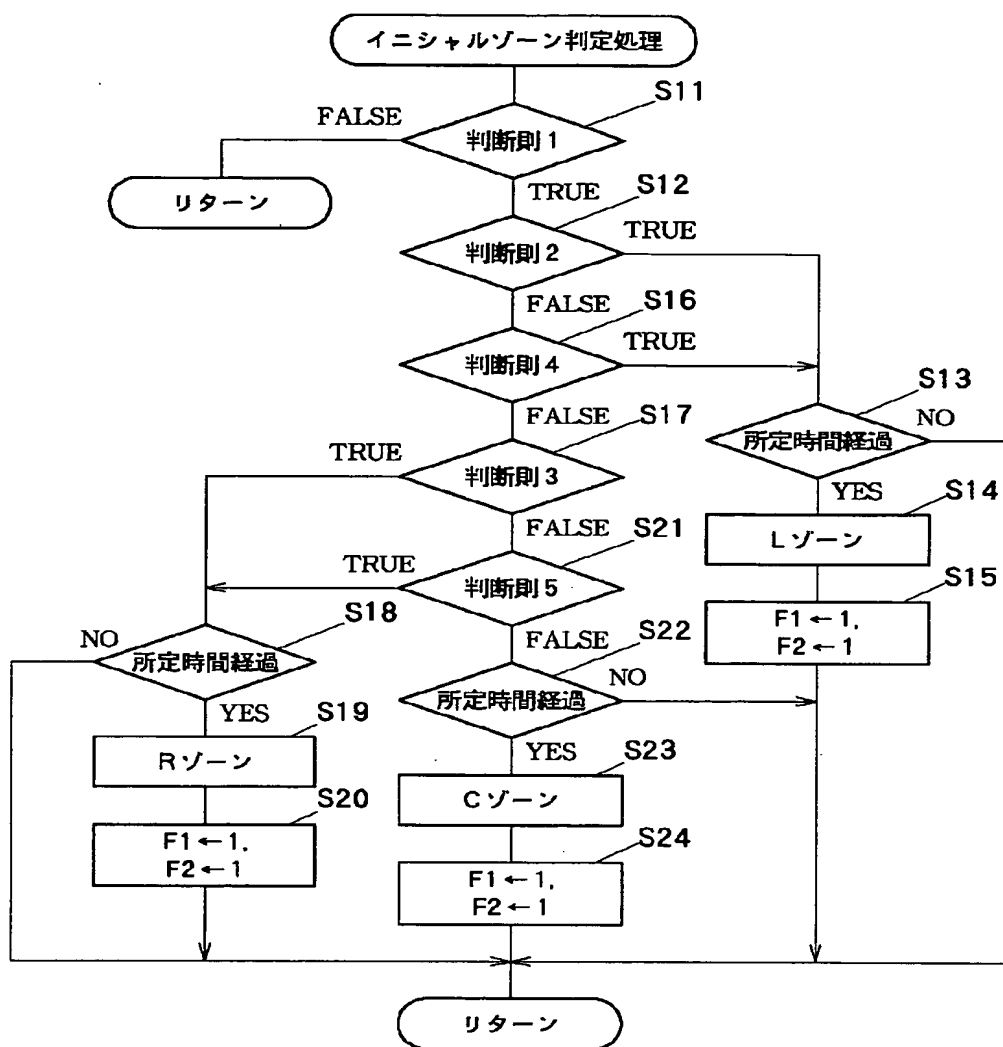 イニシャルゾーン判定処理
S11
FALSE
判断則1
リターン
TRUE
S12
TRUE
判断則2
FALSE
S16
TRUE
判断則4
S13
FALSE
S17
NO
所定時間経過
TRUE
判断則3
YES
S14
FALSE
S21
Lゾーン
TRUE
判断則5
S15
F1←1,
F2←1
S18
NO
所定時間経過
FALSE
S22
NO
所定時間経過
YES
S19
Rゾーン
YES
S23
Cゾーン
S20
F1←1,
F2←1
S24
F1←1,
F2←1
リターン